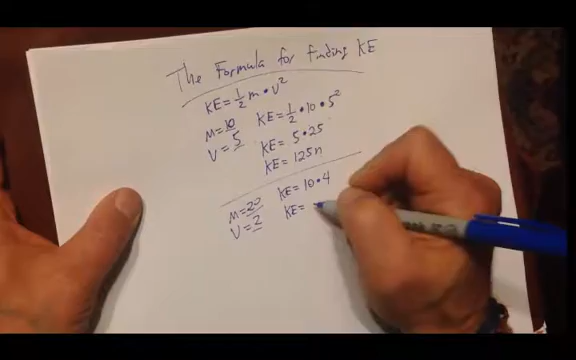 The Formula for finding KE
KE = 1/2 m • v²
M = 10
V = 5
KE = 1/2 • 10 • 5²
KE = 5 • 25
KE = 125n
M = 20
V = 2
KE = 10 • 4
KE =